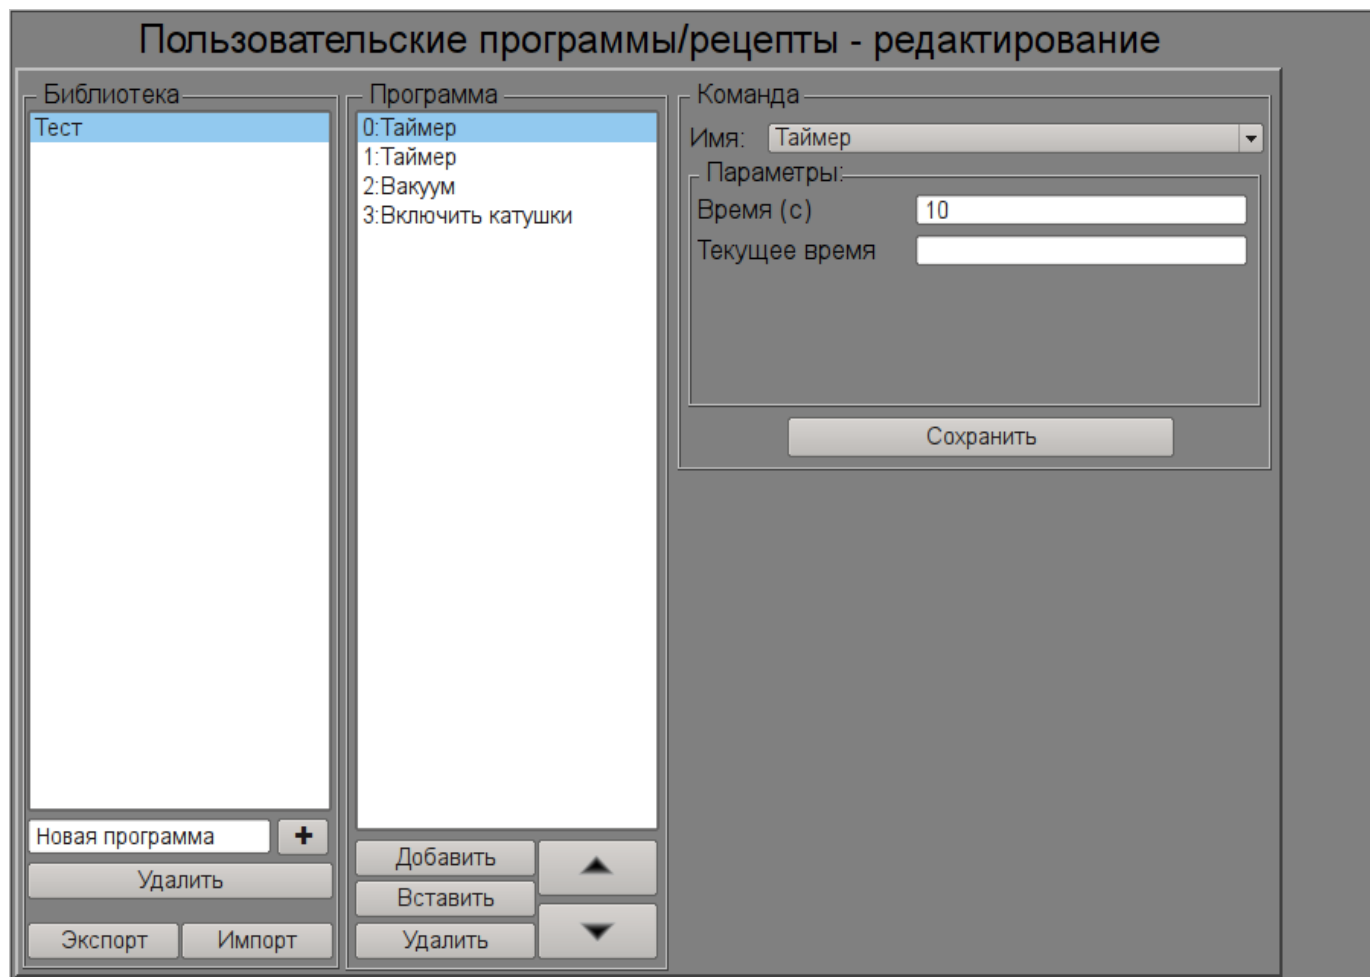 Пользовательские программы/рецепты - редактирование
Библиотека
Тест
Новая программа
+
Удалить
Экспорт
Импорт
Программа
0:Таймер
1:Таймер
2:Вакуум
3:Включить катушки
Добавить
Вставить
Удалить
Команда
Имя: Таймер
Параметры:
Время (с) 10
Текущее время
Сохранить